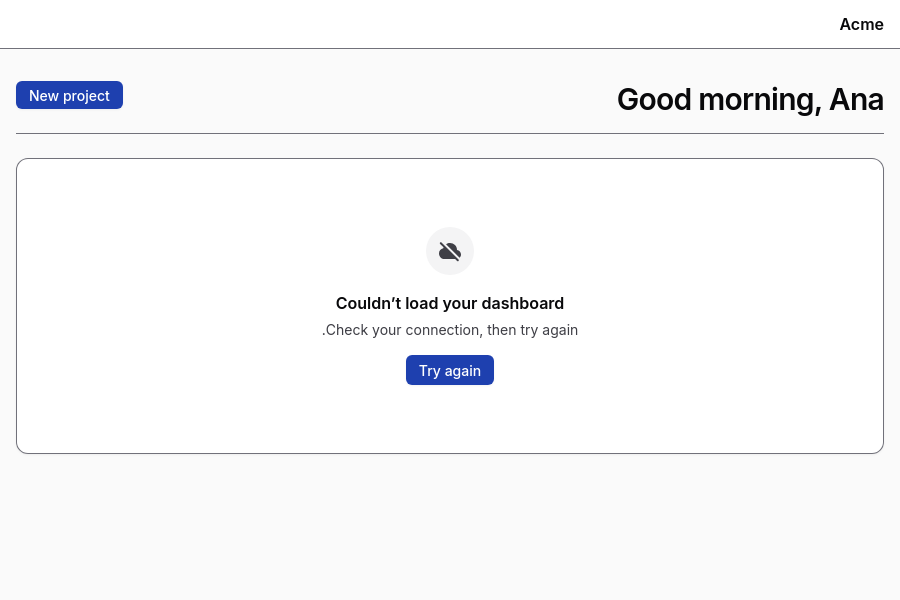 Acme
Good morning, Ana
New project
Couldn’t load your dashboard
.Check your connection, then try again
Try again